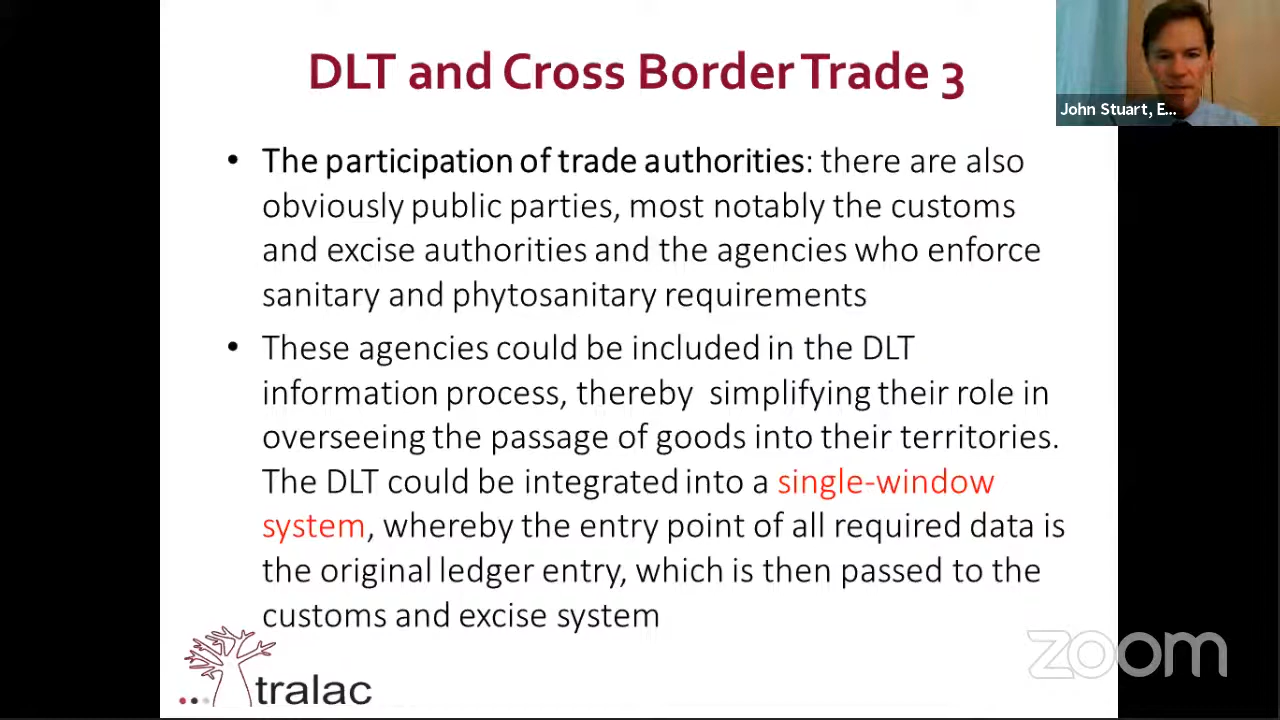 DLT and Cross Border Trade 3
John Stuart, E...
• The participation of trade authorities: there are also
obviously public parties, most notably the customs
and excise authorities and the agencies who enforce
sanitary and phytosanitary requirements
• These agencies could be included in the DLT
information process, thereby simplifying their role in
overseeing the passage of goods into their territories.
The DLT could be integrated into a single-window
system, whereby the entry point of all required data is
the original ledger entry, which is then passed to the
customs and excise system
tralac
zoom